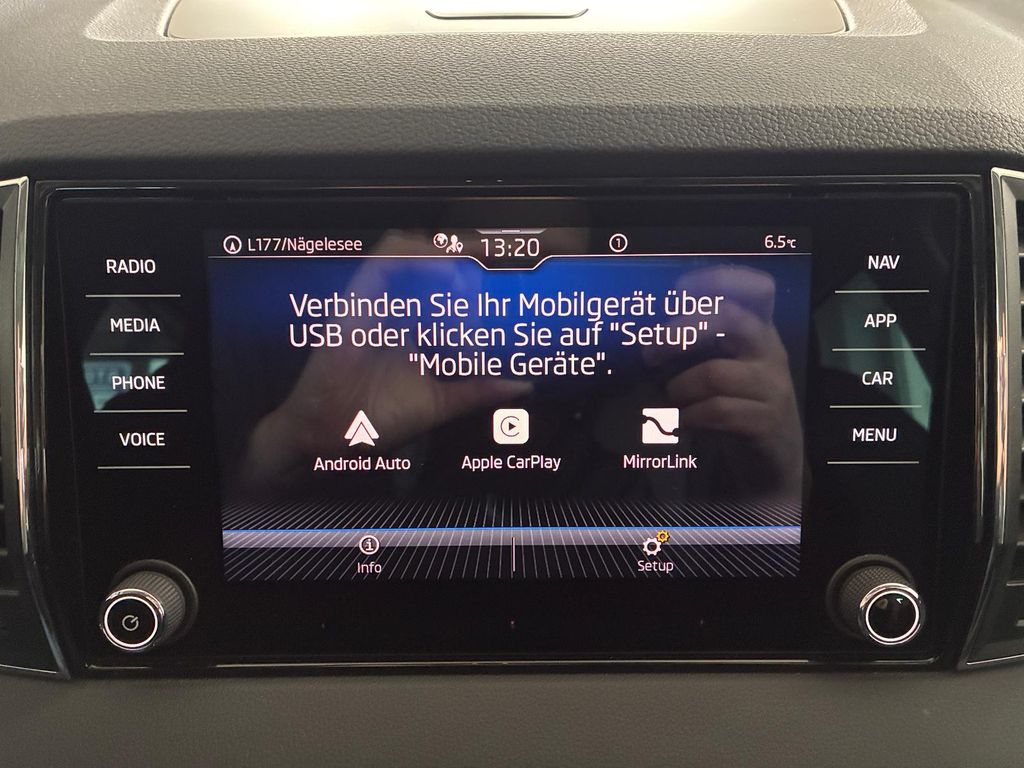 L177/Nägelesee 13:20 1 6.5°C
RADIO
MEDIA
PHONE
VOICE
Verbinden Sie Ihr Mobilgerät über
USB oder klicken Sie auf "Setup" -
"Mobile Geräte".
Android Auto Apple CarPlay MirrorLink
Info Setup
NAV
APP
CAR
MENU